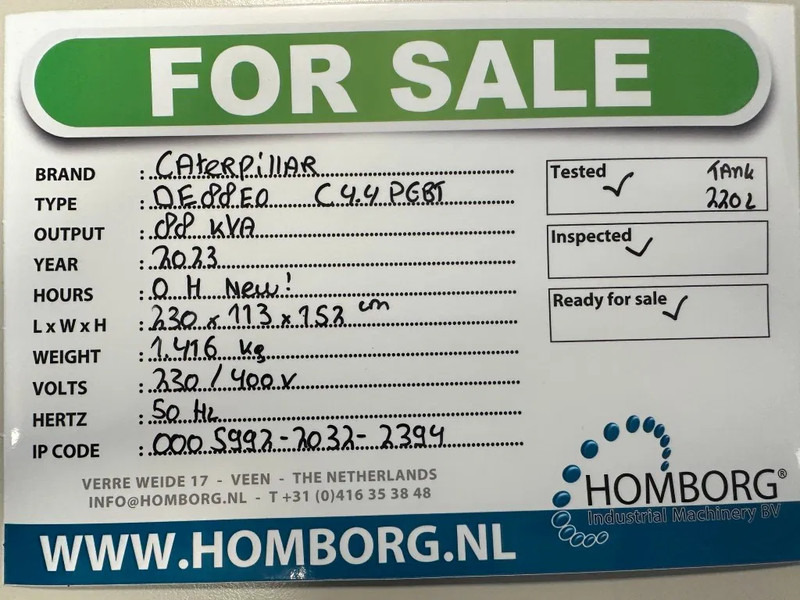 FOR SALE
BRAND : CAterpillAR
TYPE : DE88E0 C4.4 PGBT
OUTPUT : 88 kVA
YEAR : 2023
HOURS : 0 H New!
L x W x H : 230 x 113 x 152 cm
WEIGHT : 1.416 kg
VOLTS : 230 / 400 V
HERTZ : 50 Hz
IP CODE : 000 5992-2032-2394
Tested ✓ TAnk
220L
Inspected ✓
Ready for sale ✓
VERRE WEIDE 17 - VEEN - THE NETHERLANDS
INFO@HOMBORG.NL - T +31 (0)416 35 38 48
HOMBORG®
Industrial Machinery BV
WWW.HOMBORG.NL